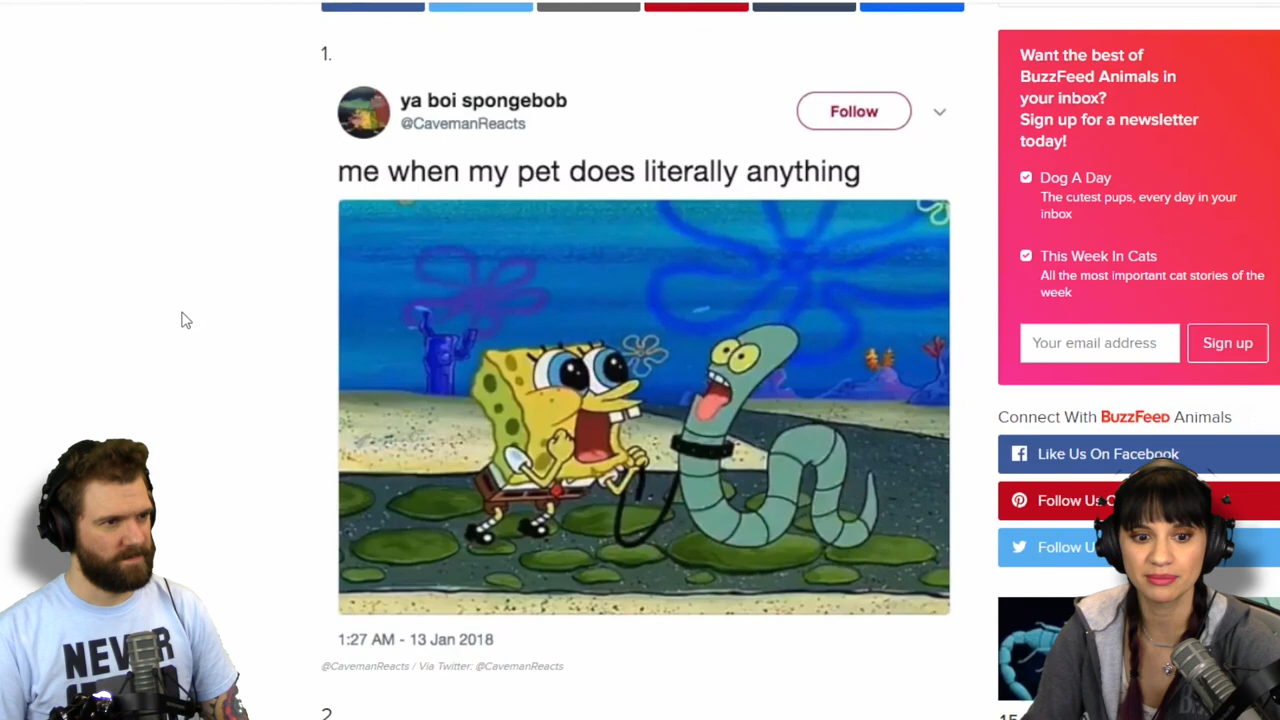 1.
ya boi spongebob
@CavemanReacts
Follow
me when my pet does literally anything
1:27 AM - 13 Jan 2018
@CavemanReacts / Via Twitter: @CavemanReacts
2
Want the best of
BuzzFeed Animals in
your inbox?
Sign up for a newsletter
today!
Dog A Day
The cutest pups, every day in your
inbox
This Week In Cats
All the most important cat stories of the
week
Your email address
Sign up
Connect With BuzzFeed Animals
Like Us On Facebook
Follow Us
Follow
NEVER